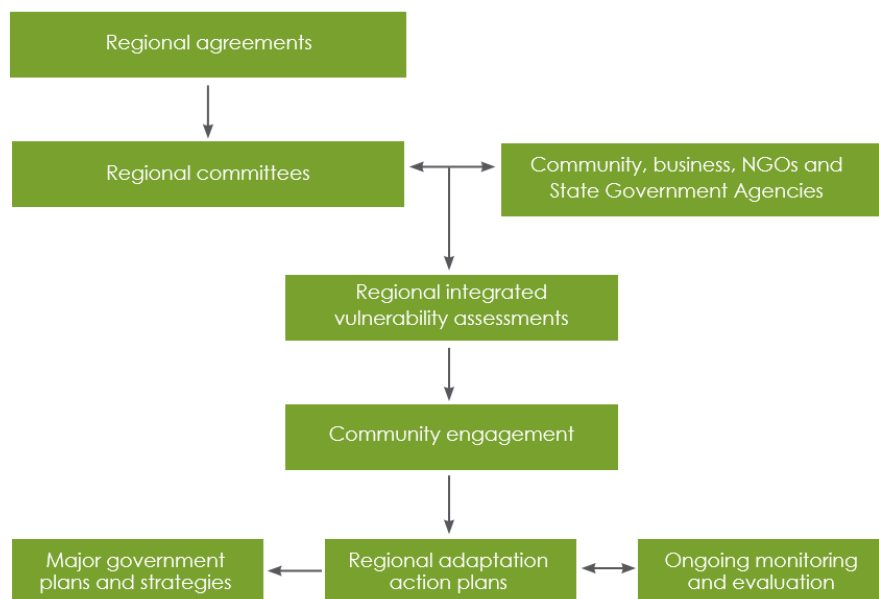 Regional agreements
Regional committees
Community, business, NGOs and
State Government Agencies
Regional integrated
vulnerability assessments
Community engagement
Major government
plans and strategies
Regional adaptation
action plans
Ongoing monitoring
and evaluation